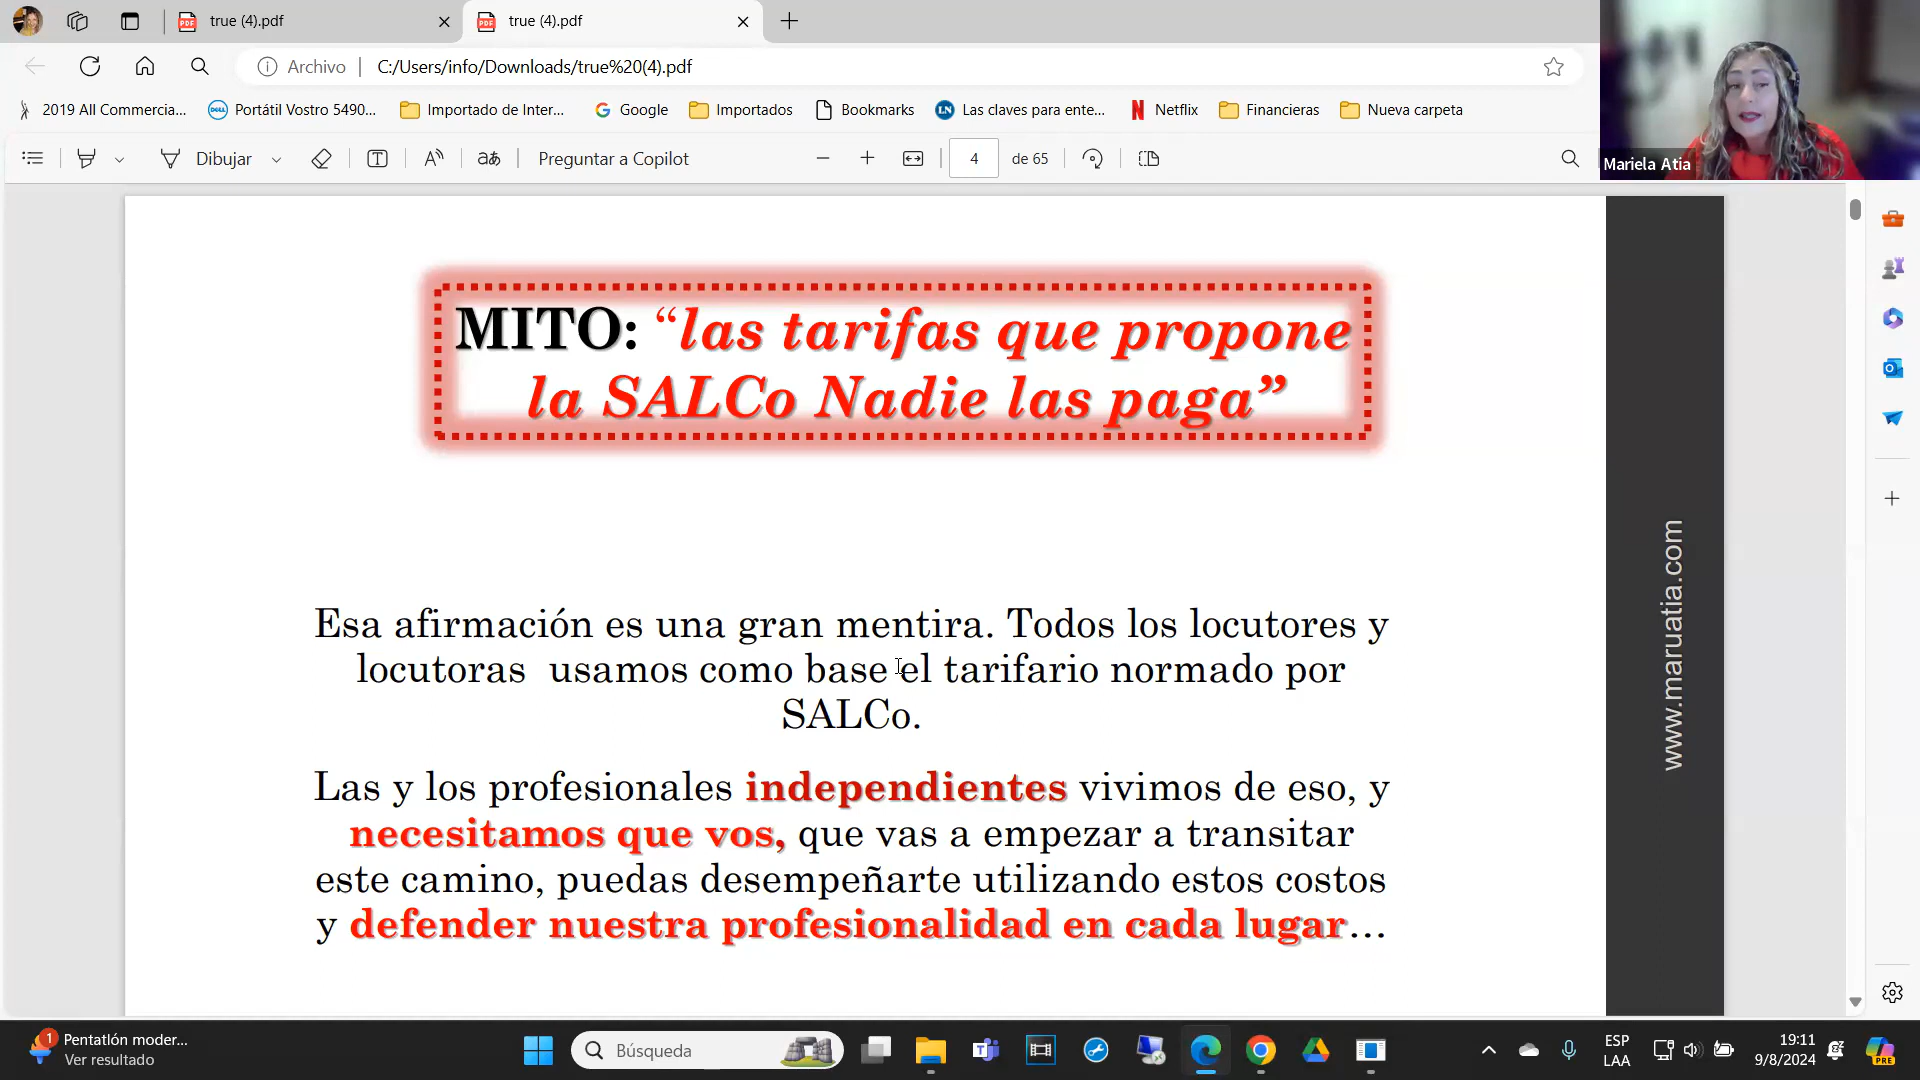 true (4).pdf
true (4).pdf
Archivo
C:/Users/info/Downloads/true%20(4).pdf
2019 All Commercia...
Portátil Vostro 5490...
Importado de Inter...
Google
Importados
Bookmarks
Las claves para ente...
Netflix
Financieras
Nueva carpeta
Dibujar
Preguntar a Copilot
4
de 65
Mariela Atia
MITO: “las tarifas que propone
la SALCo Nadie las paga”
Esa afirmación es una gran mentira. Todos los locutores y
locutoras usamos como base el tarifario normado por
SALCo.
Las y los profesionales independientes vivimos de eso, y
necesitamos que vos, que vas a empezar a transitar
este camino, puedas desempeñarte utilizando estos costos
y defender nuestra profesionalidad en cada lugar...
www.maruatia.com
1
Pentatlón moder...
Ver resultado
Búsqueda
ESP
LAA
19:11
9/8/2024
PRE